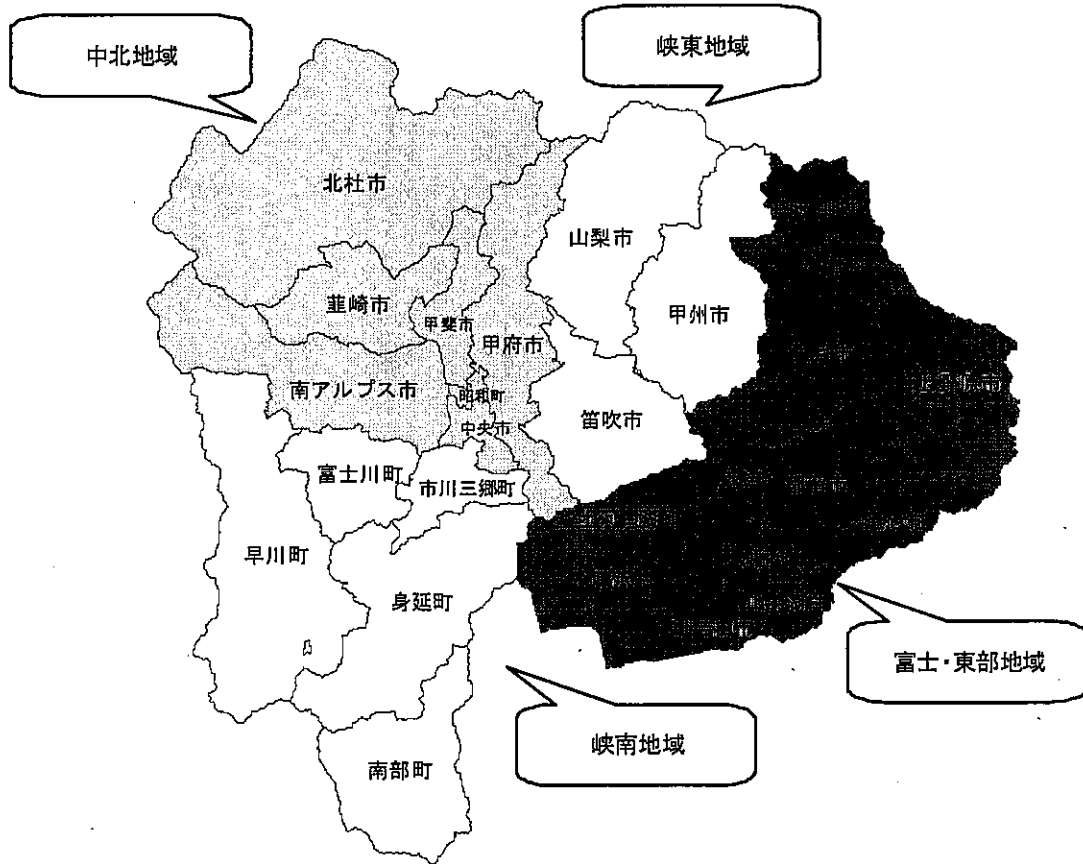 中北地域
峡東地域
北杜市
山梨市
韮崎市
甲斐市
甲府市
甲州市
南アルプス市
昭和町
中央市
笛吹市
富士川町
市川三郷町
早川町
身延町
富士・東部地域
峡南地域
南部町